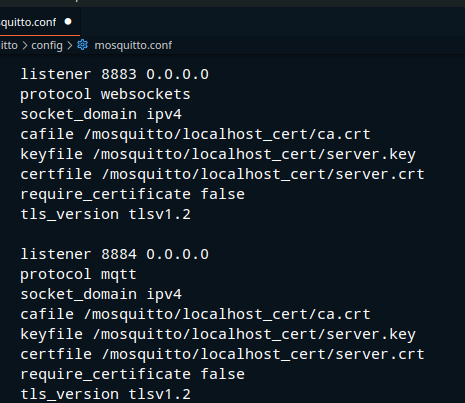 squitto.conf
itto > config > mosquitto.conf
listener 8883 0.0.0.0
protocol websockets
socket_domain ipv4
cafile /mosquitto/localhost_cert/ca.crt
keyfile /mosquitto/localhost_cert/server.key
certfile /mosquitto/localhost_cert/server.crt
require_certificate false
tls_version tlsv1.2
listener 8884 0.0.0.0
protocol mqtt
socket_domain ipv4
cafile /mosquitto/localhost_cert/ca.crt
keyfile /mosquitto/localhost_cert/server.key
certfile /mosquitto/localhost_cert/server.crt
require_certificate false
tls_version tlsv1.2